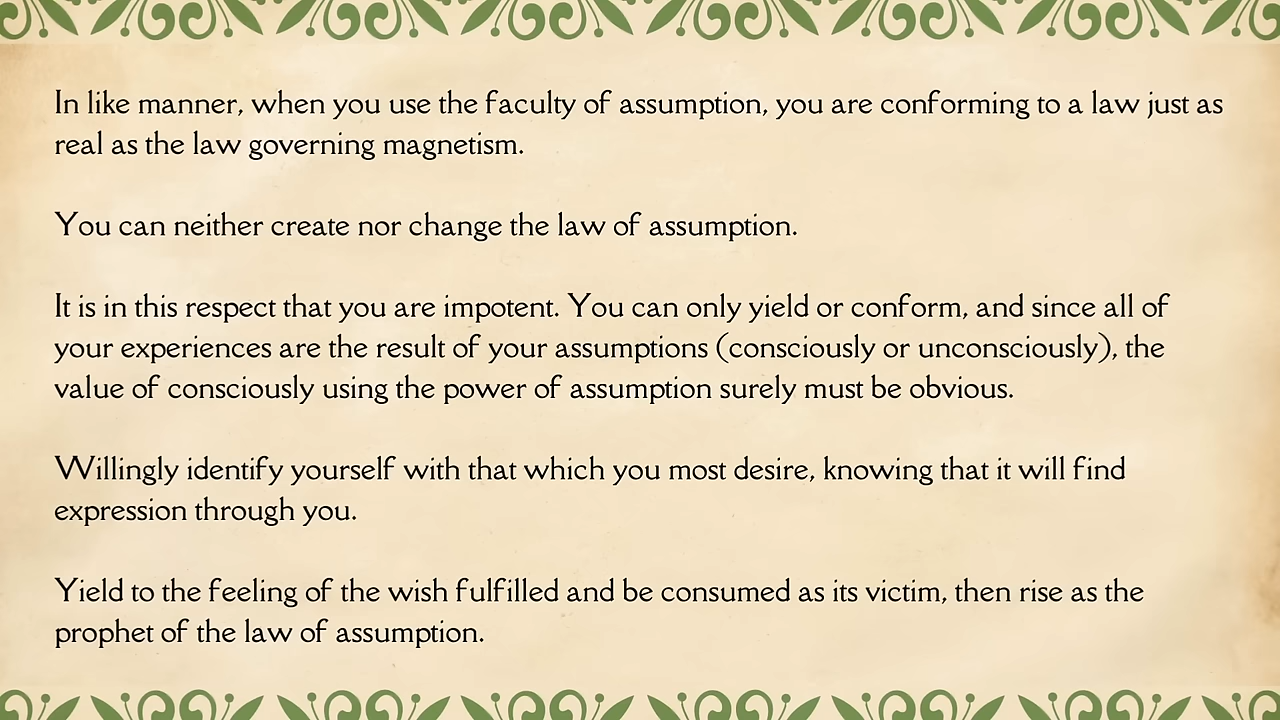 In like manner, when you use the faculty of assumption, you are conforming to a law just as
real as the law governing magnetism.
You can neither create nor change the law of assumption.
It is in this respect that you are impotent. You can only yield or conform, and since all of
your experiences are the result of your assumptions (consciously or unconsciously), the
value of consciously using the power of assumption surely must be obvious.
Willingly identify yourself with that which you most desire, knowing that it will find
expression through you.
Yield to the feeling of the wish fulfilled and be consumed as its victim, then rise as the
prophet of the law of assumption.